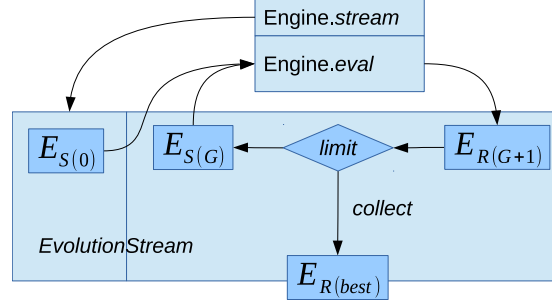 Engine.stream
Engine.eval
E_{S(0)}
E_{S(G)}
limit
E_{R(G+1)}
collect
EvolutionStream
E_{R(best)}